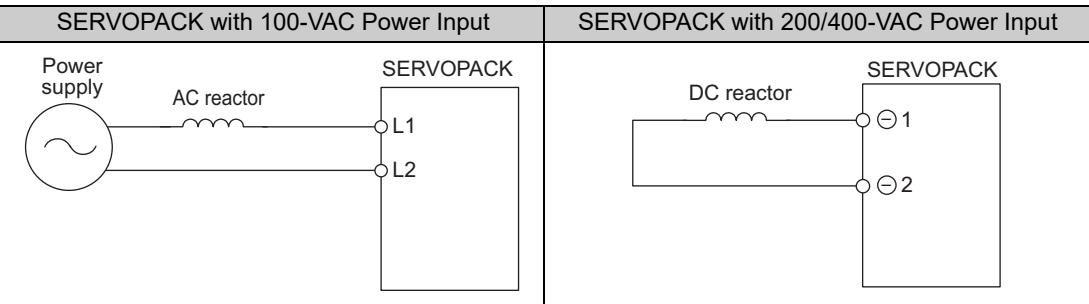 SERVOPACK with 100-VAC Power Input
SERVOPACK with 200/400-VAC Power Input
Power
supply
AC reactor
SERVOPACK
L1
L2
DC reactor
SERVOPACK
⊖ 1
⊖ 2